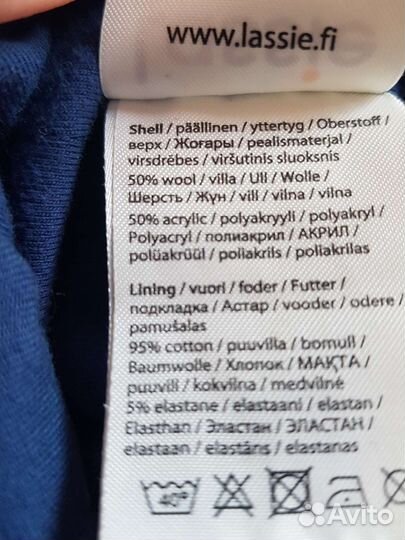 www.lassie.fi
Shell / päällinen / yttertyg / Oberstoff /
верх / Жоғары / pealismaterjal /
virsdrēbes / viršutinis sluoksnis
50% wool / villa / Ull / Wolle /
Шерсть / Жүн / vill / vilna / vilna
50% acrylic / polyakryyli / polyakryl /
Polyacryl / полиакрил / АКРИЛ /
polüakrüül / poliakrils / poliakrilas
Lining / vuori / foder / Futter /
подкладка / Астар / vooder / odere /
pamušalas
95% cotton / puuvilla / bomull /
Baumwolle / Хлопок / МАҚТА /
puuvill / kokvilna / medvilnė
5% elastane / elastaani / elastan /
Elasthan / Эластан / ЭЛАСТАН /
elastaan / elastāns / elastanas
40°
Avito